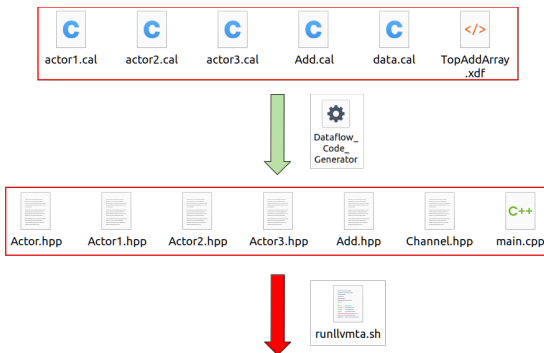 C C C C C </>
actor1.cal actor2.cal actor3.cal Add.cal data.cal TopAddArray
.xdf
Dataflow_
Code_
Generator
C++
Actor.hpp Actor1.hpp Actor2.hpp Actor3.hpp Add.hpp Channel.hpp main.cpp
runllvmta.sh